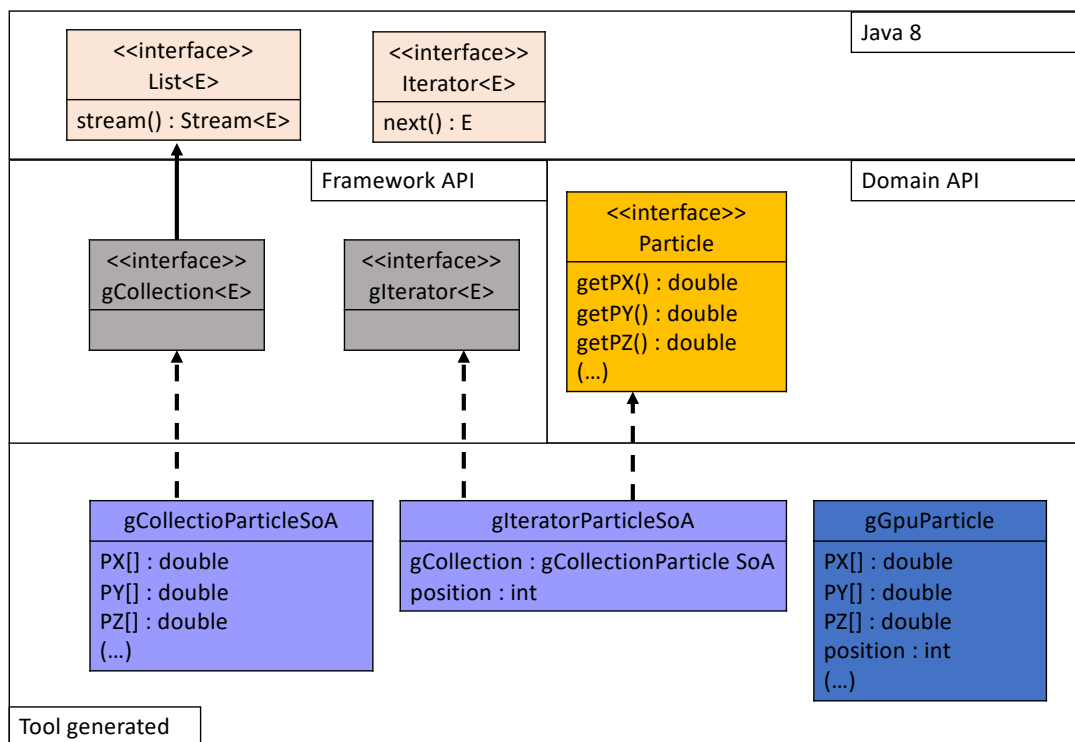 Java 8
<<interface>>
List<E>
stream() : Stream<E>
<<interface>>
Iterator<E>
next() : E
Framework API
Domain API
<<interface>>
gCollection<E>
<<interface>>
gIterator<E>
<<interface>>
Particle
getPX() : double
getPY() : double
getPZ() : double
(...)
gCollectioParticleSoA
PX[] : double
PY[] : double
PZ[] : double
(...)
gIteratorParticleSoA
gCollection : gCollectionParticle SoA
position : int
gGpuParticle
PX[] : double
PY[] : double
PZ[] : double
position : int
(...)
Tool generated